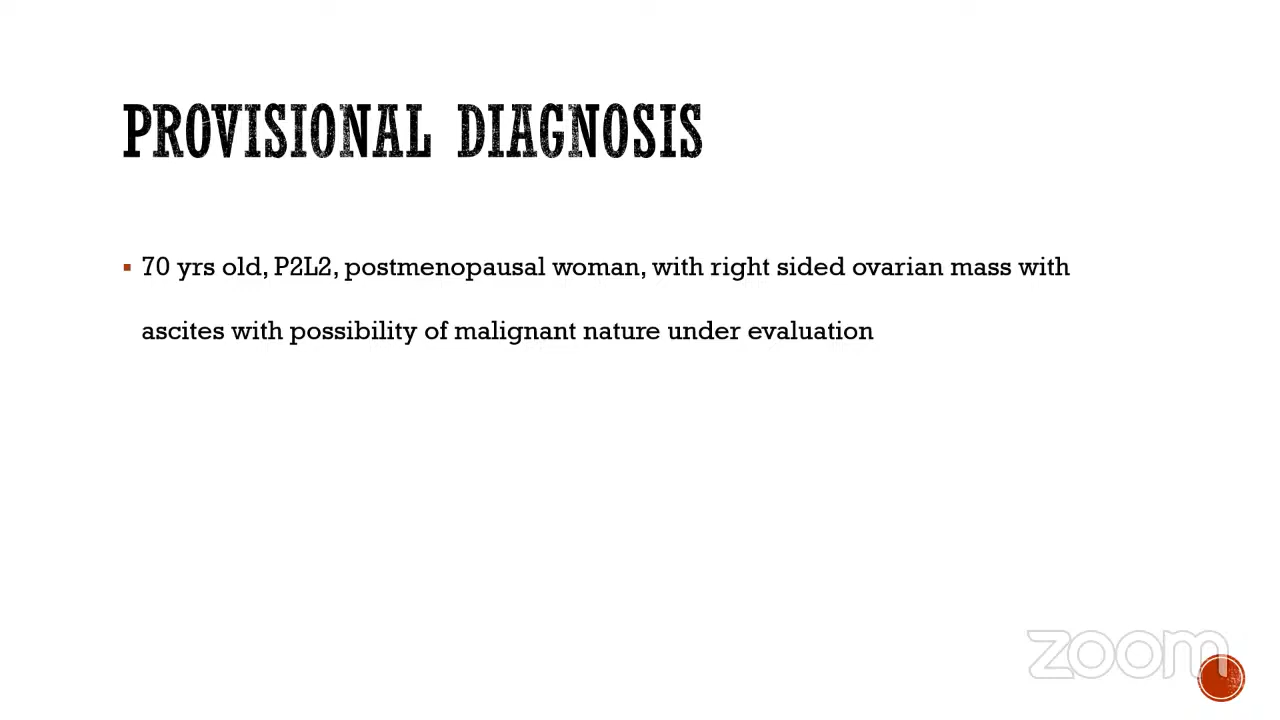 PROVISIONAL DIAGNOSIS
▪ 70 yrs old, P2L2, postmenopausal woman, with right sided ovarian mass with
ascites with possibility of malignant nature under evaluation
zoom